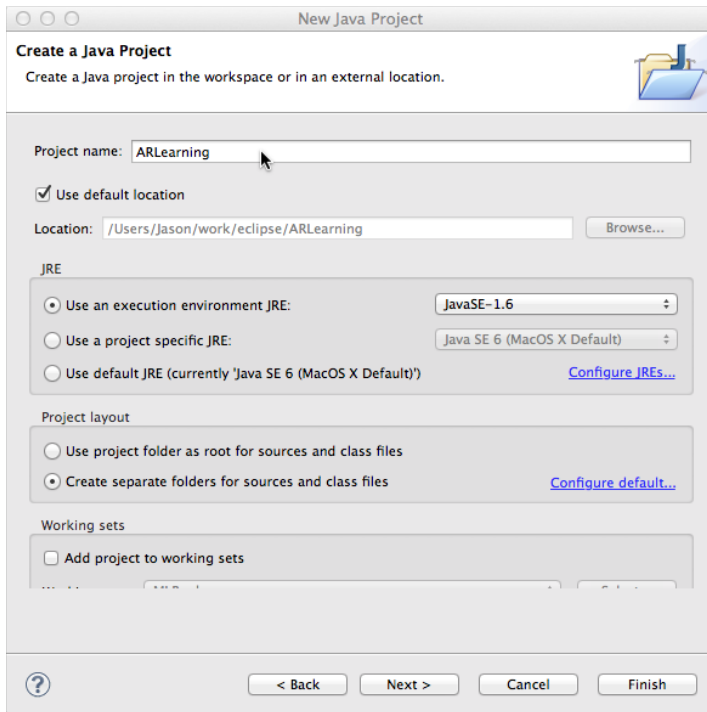 New Java Project
Create a Java Project
Create a Java project in the workspace or in an external location.
Project name: ARLearning
Use default location
Location: /Users/Jason/work/eclipse/ARLearning Browse...
JRE
Use an execution environment JRE: JavaSE-1.6
Use a project specific JRE: Java SE 6 (MacOS X Default)
Use default JRE (currently 'Java SE 6 (MacOS X Default)') Configure JREs...
Project layout
Use project folder as root for sources and class files
Create separate folders for sources and class files Configure default...
Working sets
Add project to working sets
? < Back Next > Cancel Finish